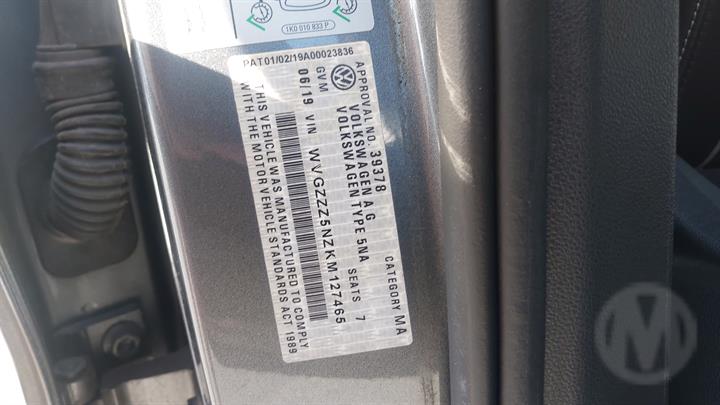 1K0 010 833 P
PAT01/02/19A00023836
APPROVAL NO. 39378 CATEGORY MA
VOLKSWAGEN AG
VOLKSWAGEN TYPE 5NA SEATS 7
GVM
06/19 VIN WVGZZZ5NZKM127465
THIS VEHICLE WAS MANUFACTURED TO COMPLY
WITH THE MOTOR VEHICLE STANDARDS ACT 1989
M